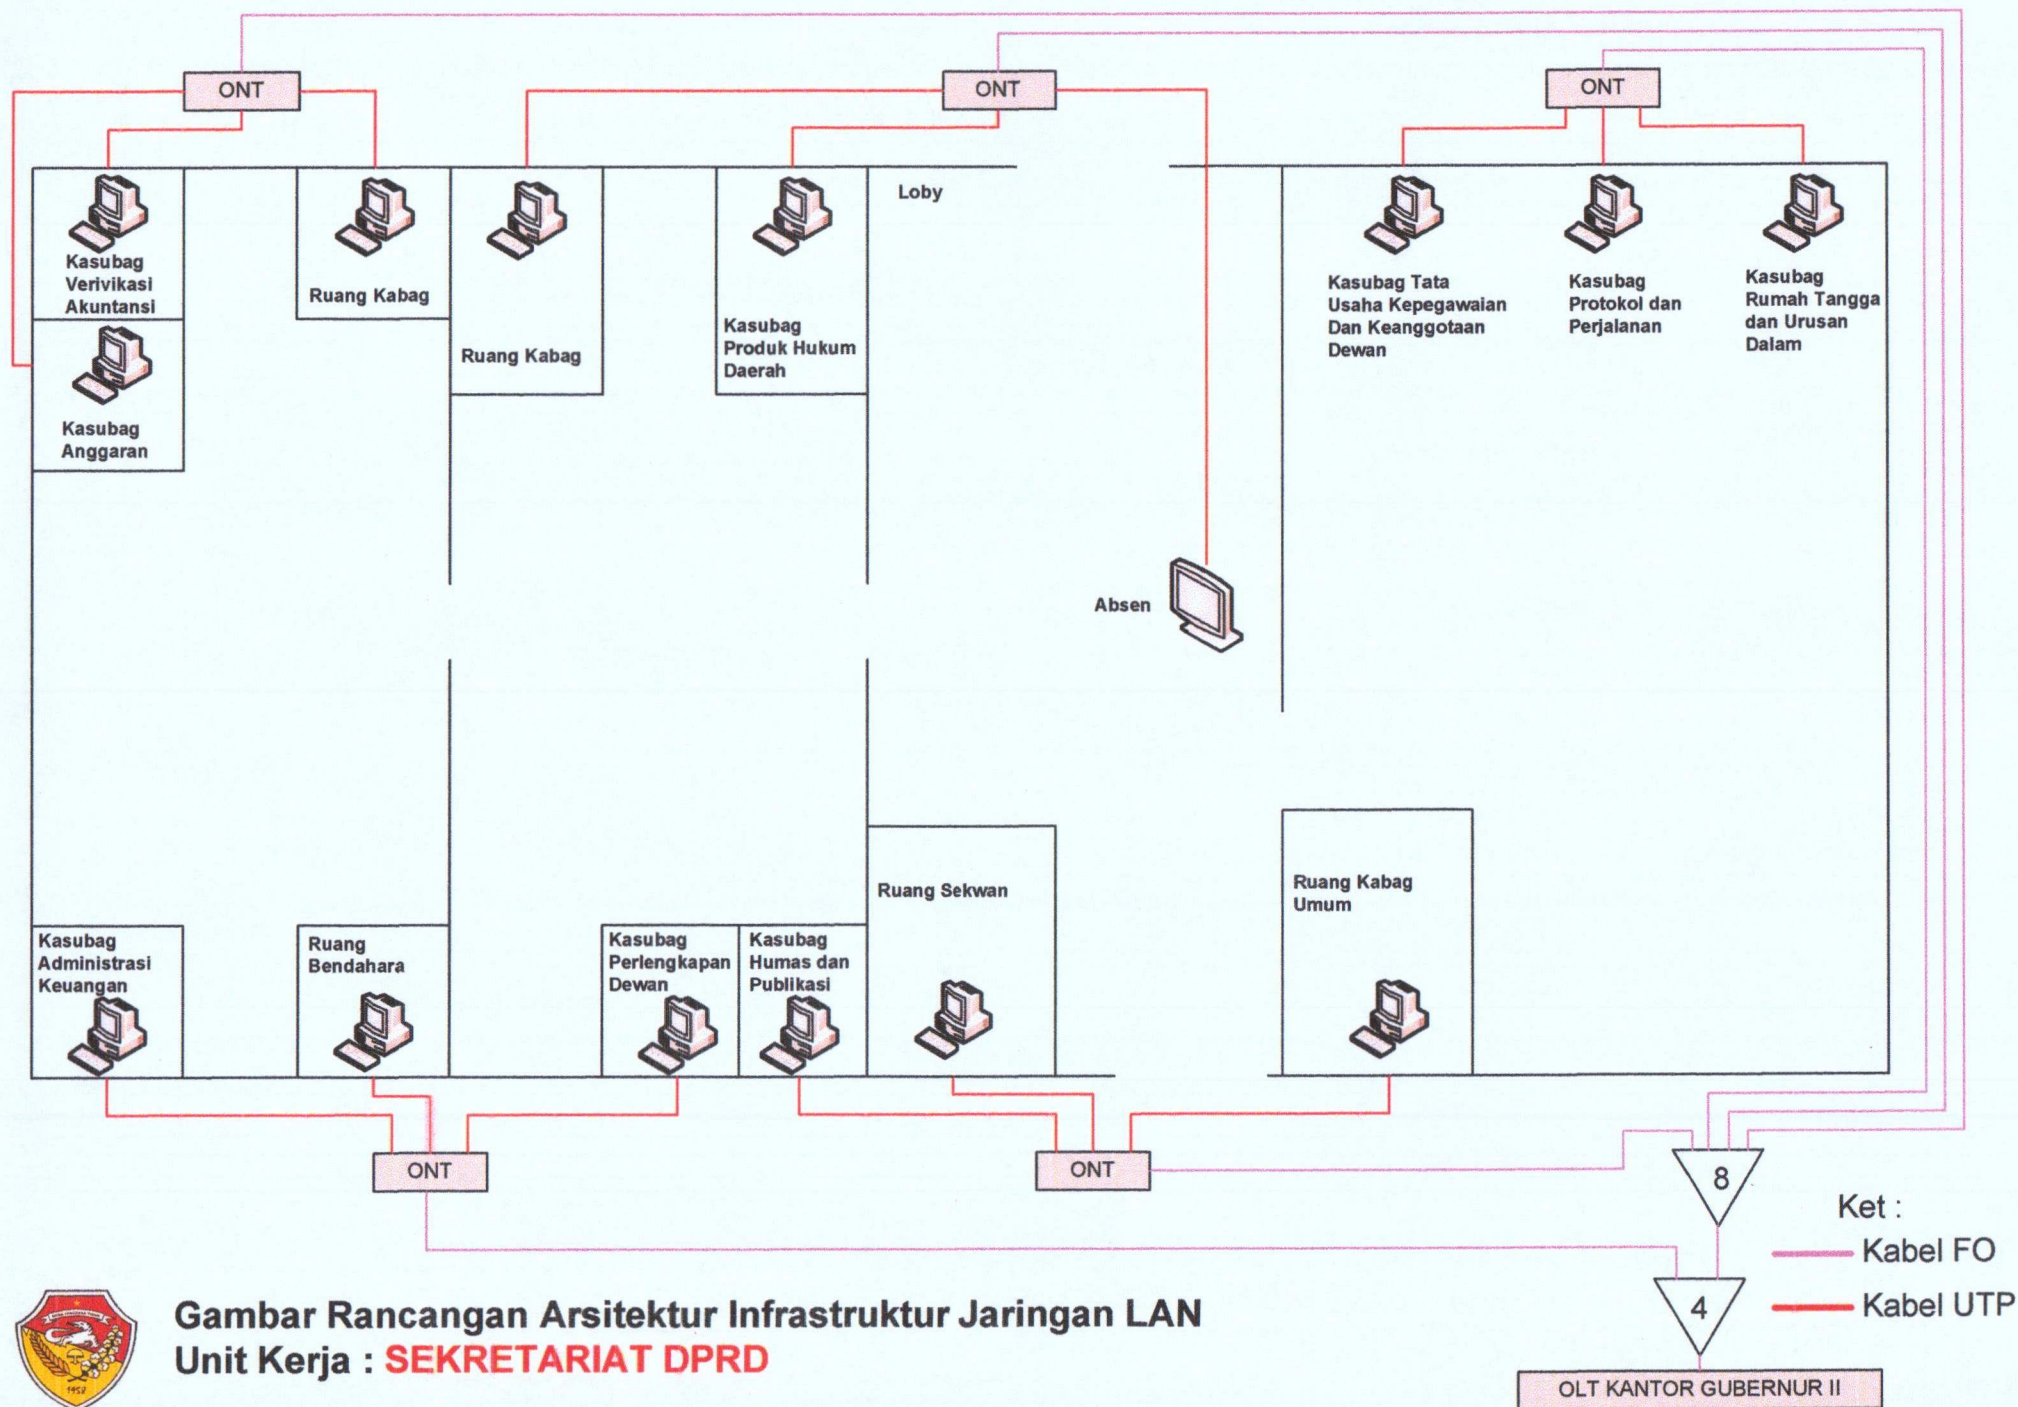 ONT
ONT
ONT
Loby
Kasubag
Verivikasi
Akuntansi
Ruang Kabag
Ruang Kabag
Kasubag
Produk Hukum
Daerah
Kasubag Tata
Usaha Kepegawaian
Dan Keanggotaan
Dewan
Kasubag
Protokol dan
Perjalanan
Kasubag
Rumah Tangga
dan Urusan
Dalam
Kasubag
Anggaran
Absen
Ruang Sekwan
Ruang Kabag
Umum
Kasubag
Administrasi
Keuangan
Ruang
Bendahara
Kasubag
Perlengkapan
Dewan
Kasubag
Humas dan
Publikasi
ONT
ONT
8
Ket :
Kabel FO
4
Kabel UTP
Gambar Rancangan Arsitektur Infrastruktur Jaringan LAN
Unit Kerja : SEKRETARIAT DPRD
1958
OLT KANTOR GUBERNUR II